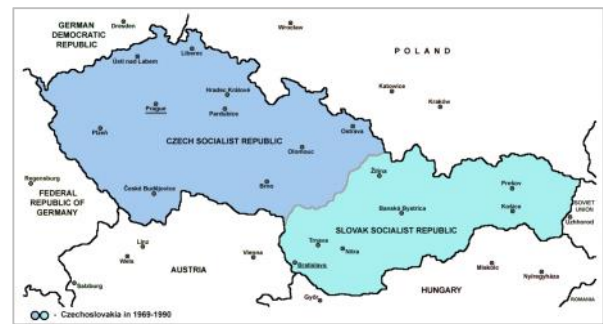 GERMAN
DEMOCRATIC
REPUBLIC
Dresden
Wrocław
POLAND
Liberec
Ústí nad Labem
Hradec Králové
Katowice
Prague
Pardubice
Kraków
Plzeň
Ostrava
CZECH SOCIALIST REPUBLIC
Olomouc
Žilina
Regensburg
České Budějovice
Brno
Prešov
FEDERAL
REPUBLIC OF
GERMANY
Banská Bystrica
Košice
SOVIET
UNION
Uzhhorod
SLOVAK SOCIALIST REPUBLIC
Linz
Trnava
Nitra
Wels
Vienna
Bratislava
AUSTRIA
Miskolc
Salzburg
HUNGARY
Nyíregyháza
Győr
ROMANIA
- Czechoslovakia in 1969-1990